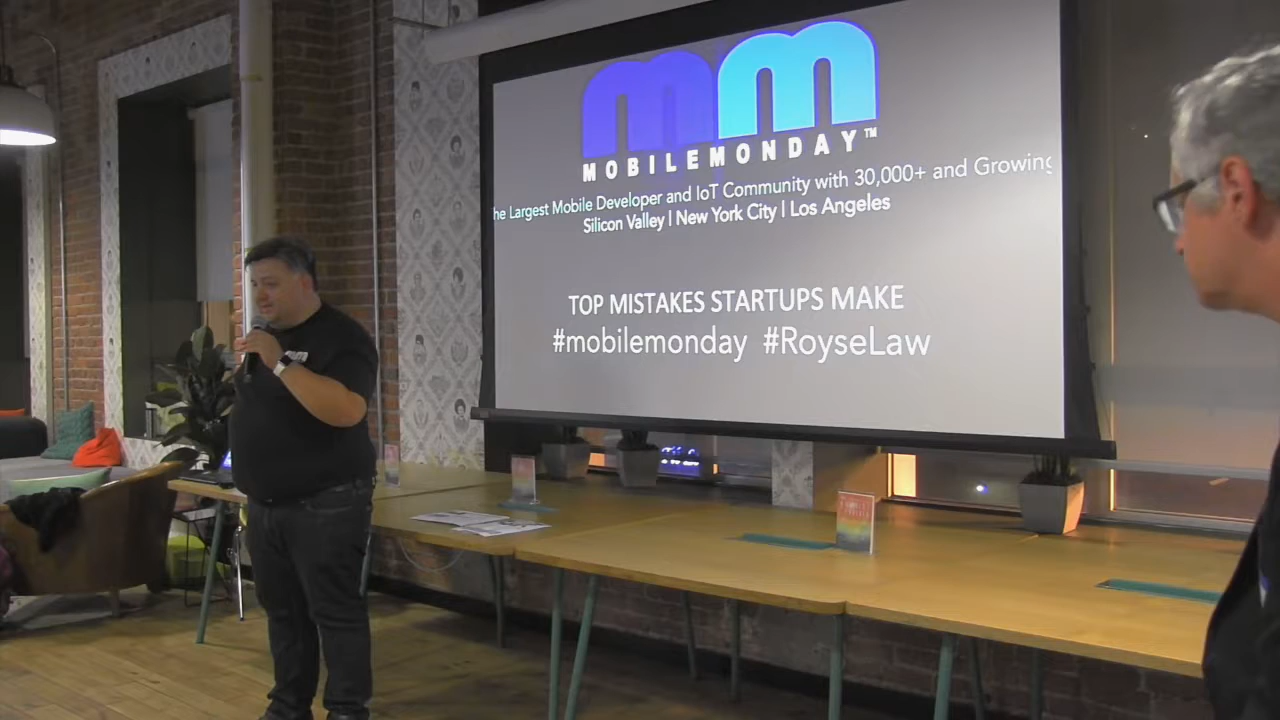 MOBILEMONDAY™
he Largest Mobile Developer and IoT Community with 30,000+ and Growing
Silicon Valley | New York City | Los Angeles
TOP MISTAKES STARTUPS MAKE
#mobilemonday #RoyseLaw